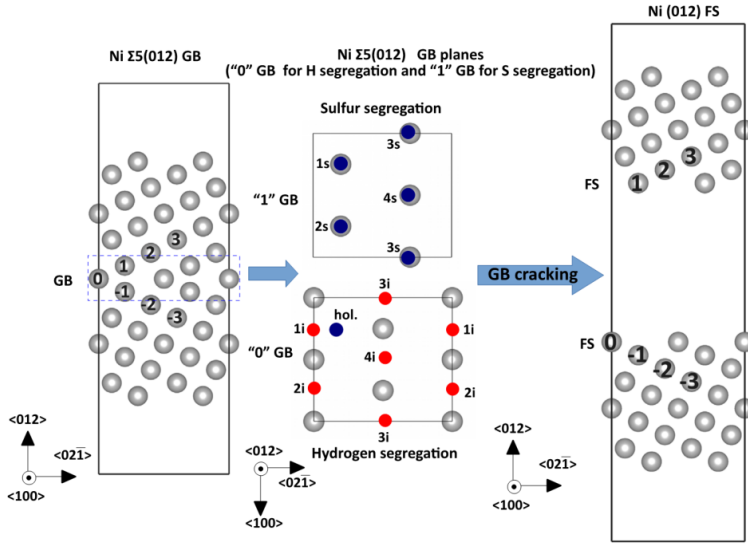 Ni Σ5(012) GB
Ni Σ5(012) GB planes
("0" GB for H segregation and "1" GB for S segregation)
Ni (012) FS
Sulfur segregation
3s
1s
"1" GB
4s
2s
3s
GB
0
1
2
3
-1
-2
-3
GB cracking
3i
hol.
1i
1i
"0" GB
4i
2i
2i
3i
Hydrogen segregation
FS
1
2
3
FS
0
-1
-2
-3
<012>
<021̅>
<100>
<012>
<021̅>
<100>
<012>
<021̅>
<100>